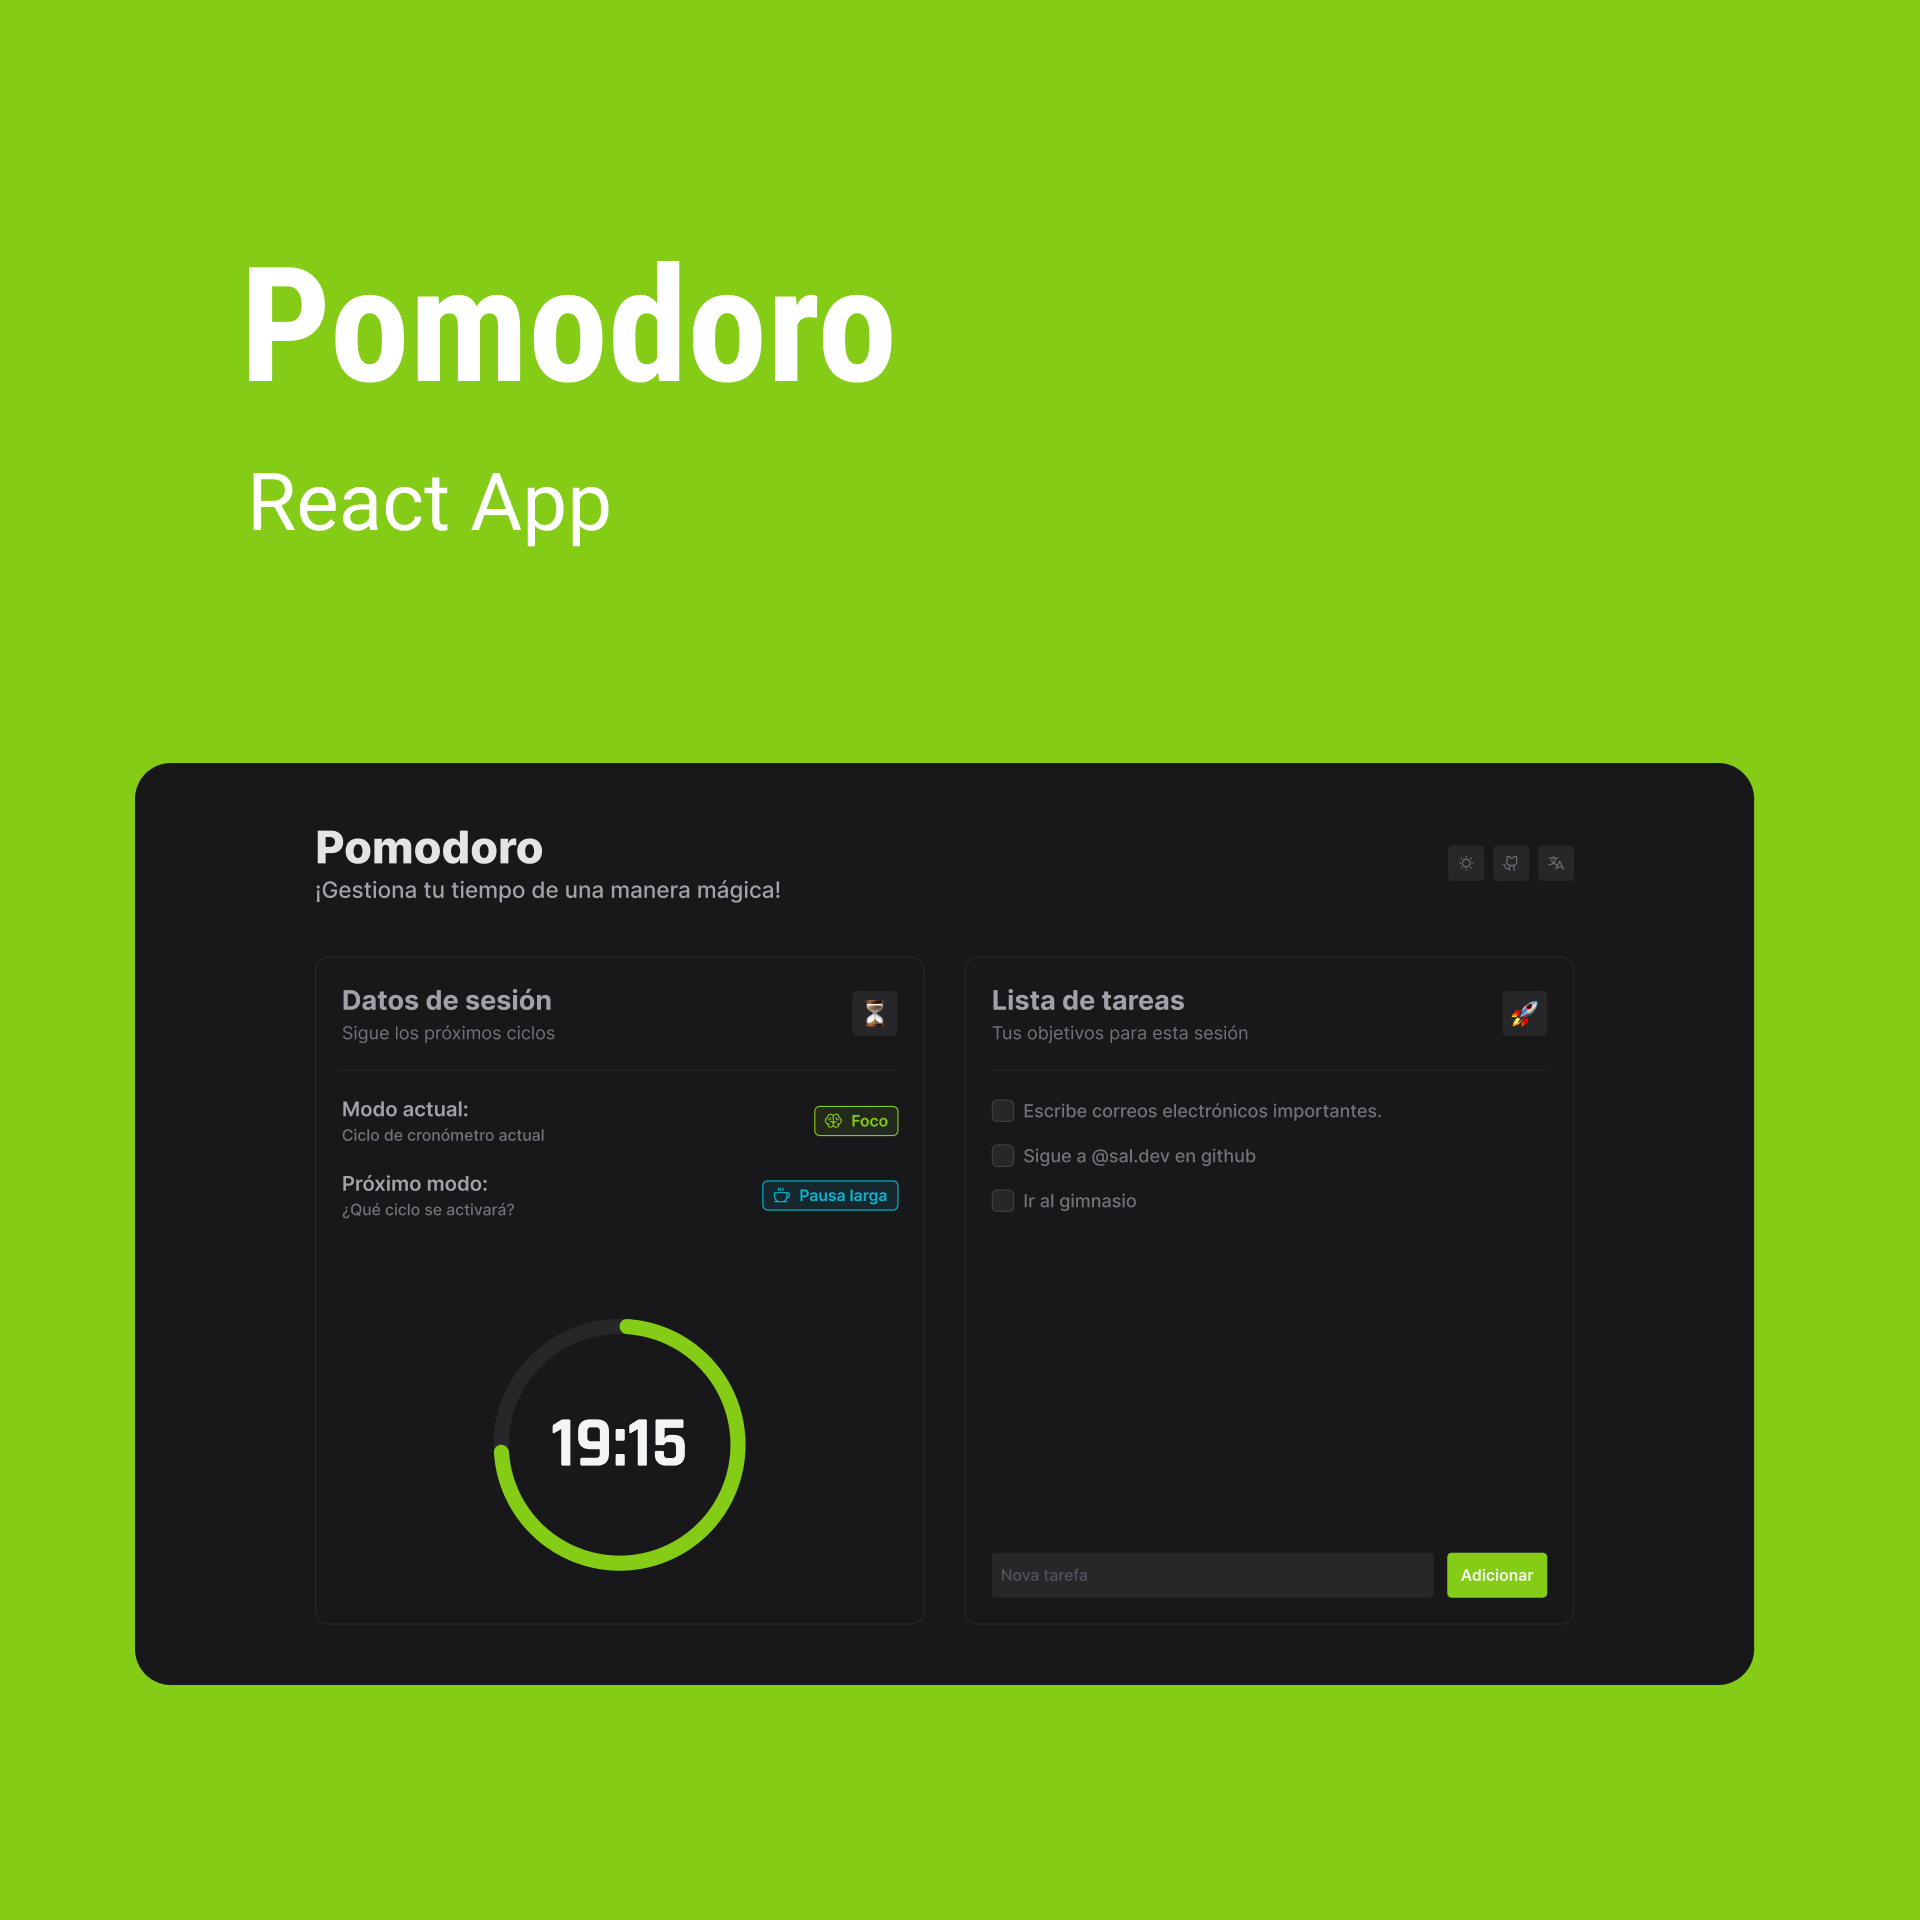 Pomodoro
React App
Pomodoro
¡Gestiona tu tiempo de una manera mágica!
Datos de sesión
Sigue los próximos ciclos
Modo actual:
Ciclo de cronómetro actual
Foco
Próximo modo:
¿Qué ciclo se activará?
Pausa larga
19:15
Lista de tareas
Tus objetivos para esta sesión
Escribe correos electrónicos importantes.
Sigue a @sal.dev en github
Ir al gimnasio
Nova tarefa
Adicionar